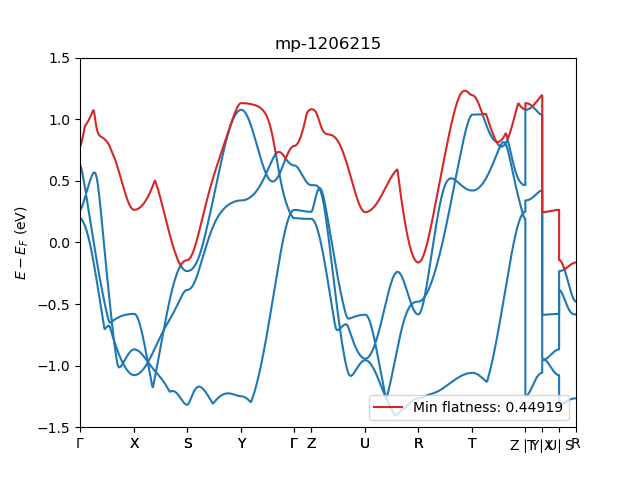 mp-1206215
E − E_F (eV)
1.5
1.0
0.5
0.0
−0.5
−1.0
−1.5
Min flatness: 0.44919
Γ X S Y Γ Z U R T Z | T Y | X U | S R